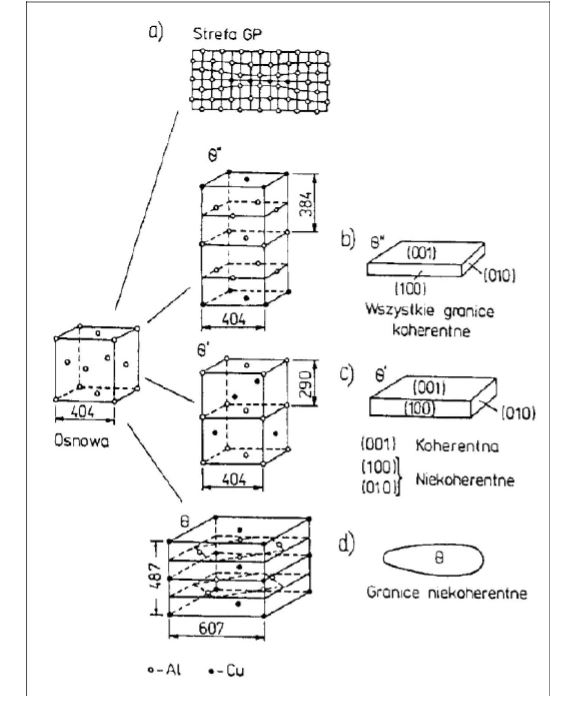 a) Strefa GP
θ"
384
404
b) θ"
(001)
(010)
(100)
Wszystkie granice
koherentne
θ'
290
404
404
Osnowa
c) θ'
(001)
(100)
(010)
(001) Koherentna
(100)
(010)
Niekoherentne
θ
487
607
d) θ
Granice niekoherentne
o-Al •-Cu